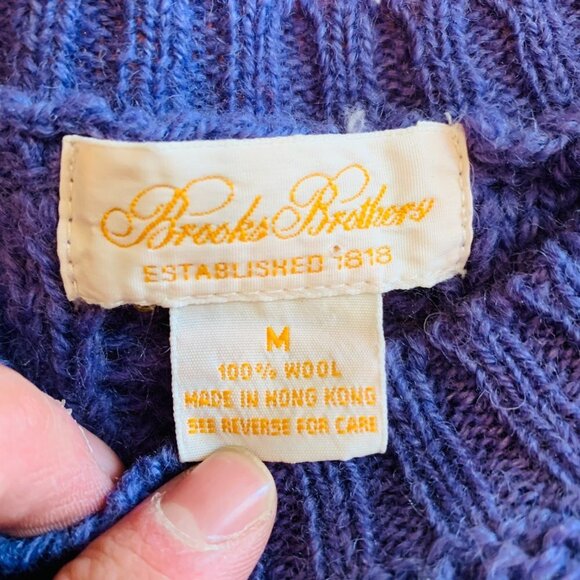 Brooks Brothers
ESTABLISHED 1818
M
100% WOOL
MADE IN HONG KONG
SEE REVERSE FOR CARE